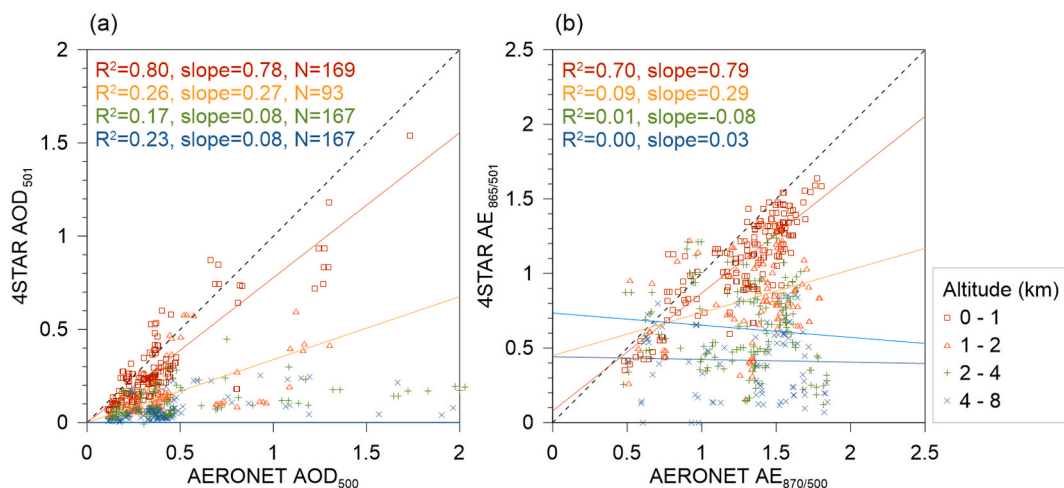 (a)
R²=0.80, slope=0.78, N=169
R²=0.26, slope=0.27, N=93
R²=0.17, slope=0.08, N=167
R²=0.23, slope=0.08, N=167
2
1.5
1
0.5
0
0 0.5 1 1.5 2
4STAR AOD501
AERONET AOD500
(b)
R²=0.70, slope=0.79
R²=0.09, slope=0.29
R²=0.01, slope=-0.08
R²=0.00, slope=0.03
2.5
2
1.5
1
0.5
0
0 0.5 1 1.5 2 2.5
4STAR AE865/501
AERONET AE870/500
Altitude (km)
0 - 1
1 - 2
2 - 4
4 - 8